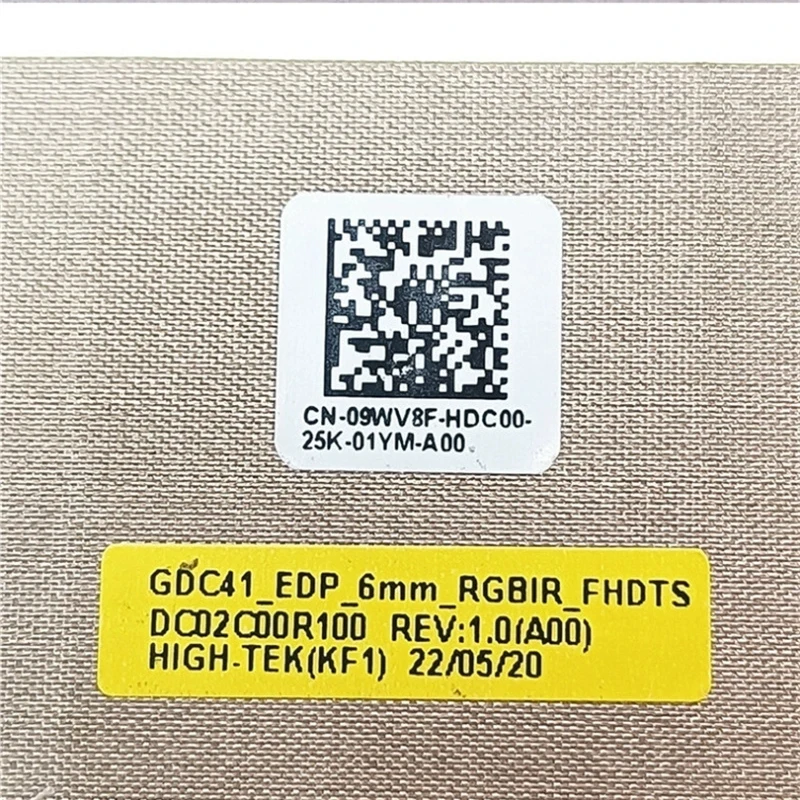 CN-09WV8F-HDC00-
25K-01YM-A00
GDC41_EDP_6mm_RGBIR_FHDTS
DC02C00R100 REV:1.0(A00)
HIGH-TEK(KF1) 22/05/20